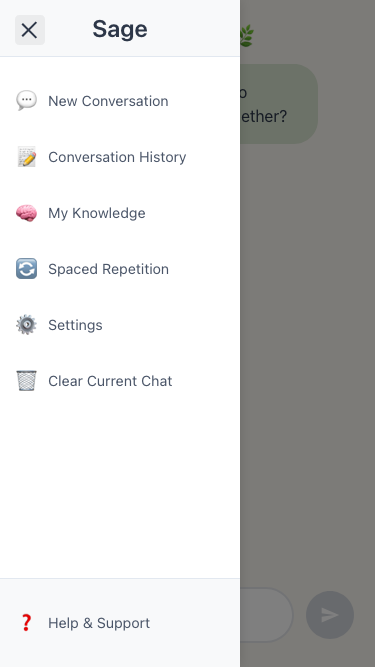 Sage
ether?
New Conversation
Conversation History
My Knowledge
Spaced Repetition
Settings
Clear Current Chat
Help & Support